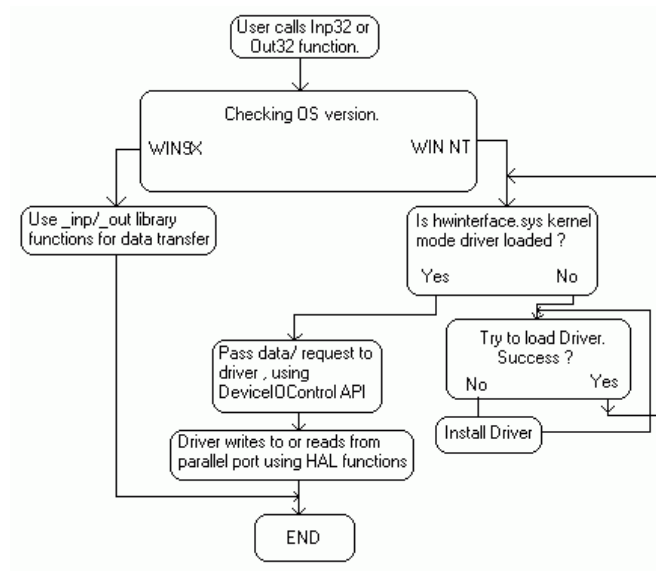 User calls Inp32 or
Out32 function.
Checking OS version.
WIN9X
WIN NT
Use _inp/_out library
functions for data transfer
Is hwinterface.sys kernel
mode driver loaded ?
Yes
No
Pass data/ request to
driver , using
DeviceIOControl API
Try to load Driver.
Success ?
No
Yes
Install Driver
Driver writes to or reads from
parallel port using HAL functions
END